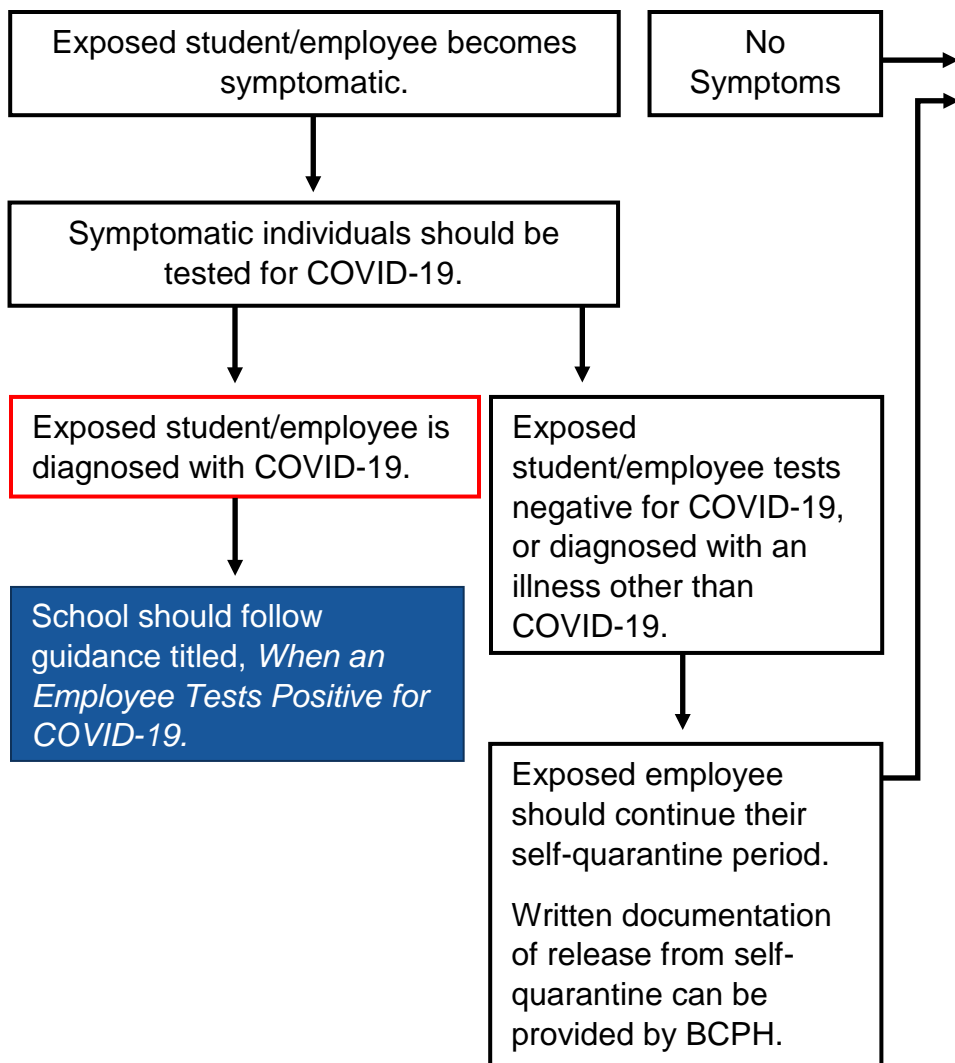 Exposed student/employee becomes
symptomatic.
No
Symptoms
Symptomatic individuals should be
tested for COVID-19.
Exposed student/employee is
diagnosed with COVID-19.
Exposed
student/employee tests
negative for COVID-19,
or diagnosed with an
illness other than
COVID-19.
School should follow
guidance titled, When an
Employee Tests Positive for
COVID-19.
Exposed employee
should continue their
self-quarantine period.
Written documentation
of release from self-
quarantine can be
provided by BCPH.